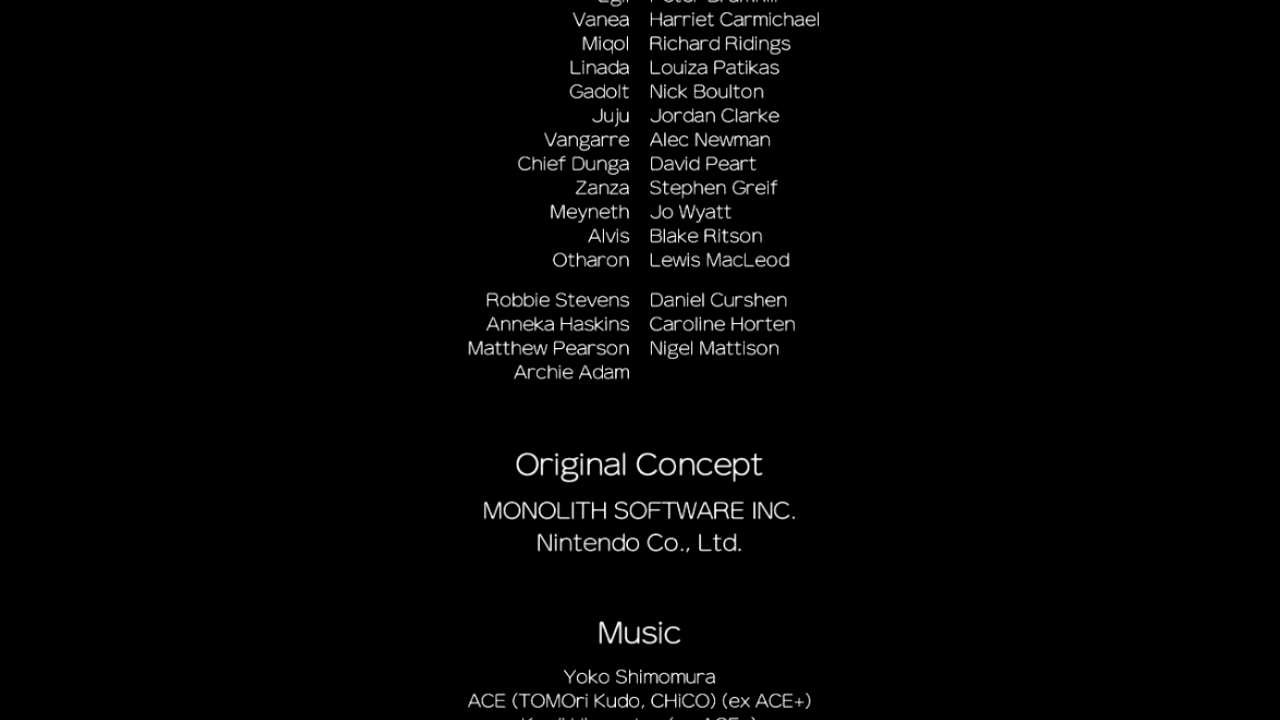 Vanea Harriet Carmichael
Miqol Richard Ridings
Linada Louiza Patikas
Gadolt Nick Boulton
Juju Jordan Clarke
Vangarre Alec Newman
Chief Dunga David Peart
Zanza Stephen Greif
Meyneth Jo Wyatt
Alvis Blake Ritson
Otharon Lewis MacLeod
Robbie Stevens Daniel Curshen
Anneka Haskins Caroline Horten
Matthew Pearson Nigel Mattison
Archie Adam
Original Concept
MONOLITH SOFTWARE INC.
Nintendo Co., Ltd.
Music
Yoko Shimomura
ACE (TOMOri Kudo, CHiCO) (ex ACE+)